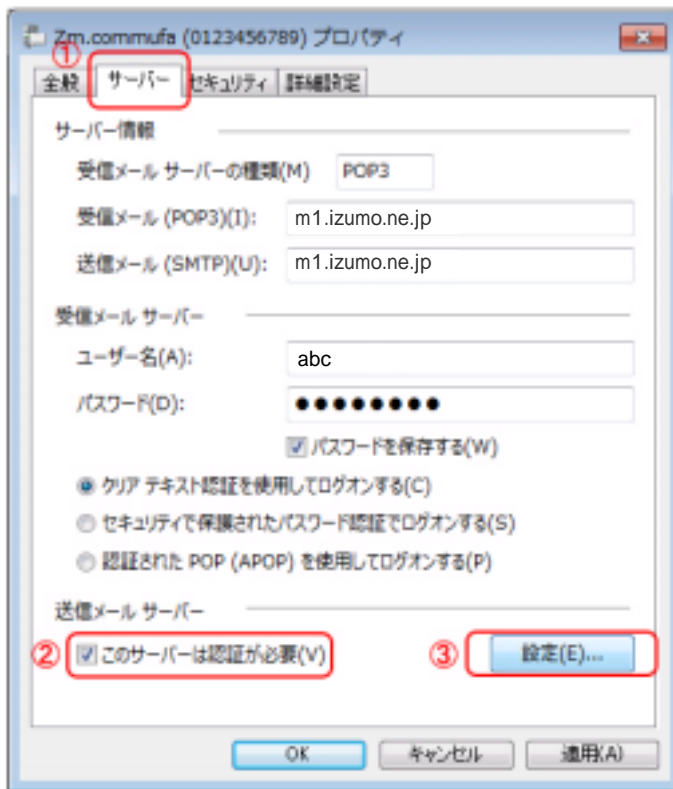 Zm.commufa (0123456789) プロパティ
①
全般 サーバー セキュリティ 詳細設定
サーバー情報
受信メール サーバーの種類(M) POP3
受信メール (POP3)(I): m1.izumo.ne.jp
送信メール (SMTP)(U): m1.izumo.ne.jp
受信メール サーバー
ユーザー名(A): abc
パスワード(D): ●●●●●●●●
パスワードを保存する(W)
クリア テキスト認証を使用してログオンする(C)
セキュリティで保護されたパスワード認証でログオンする(S)
認証された POP (APOP) を使用してログオンする(P)
送信メール サーバー
② このサーバーは認証が必要(V) ③ 設定(E)...
OK キャンセル 適用(A)